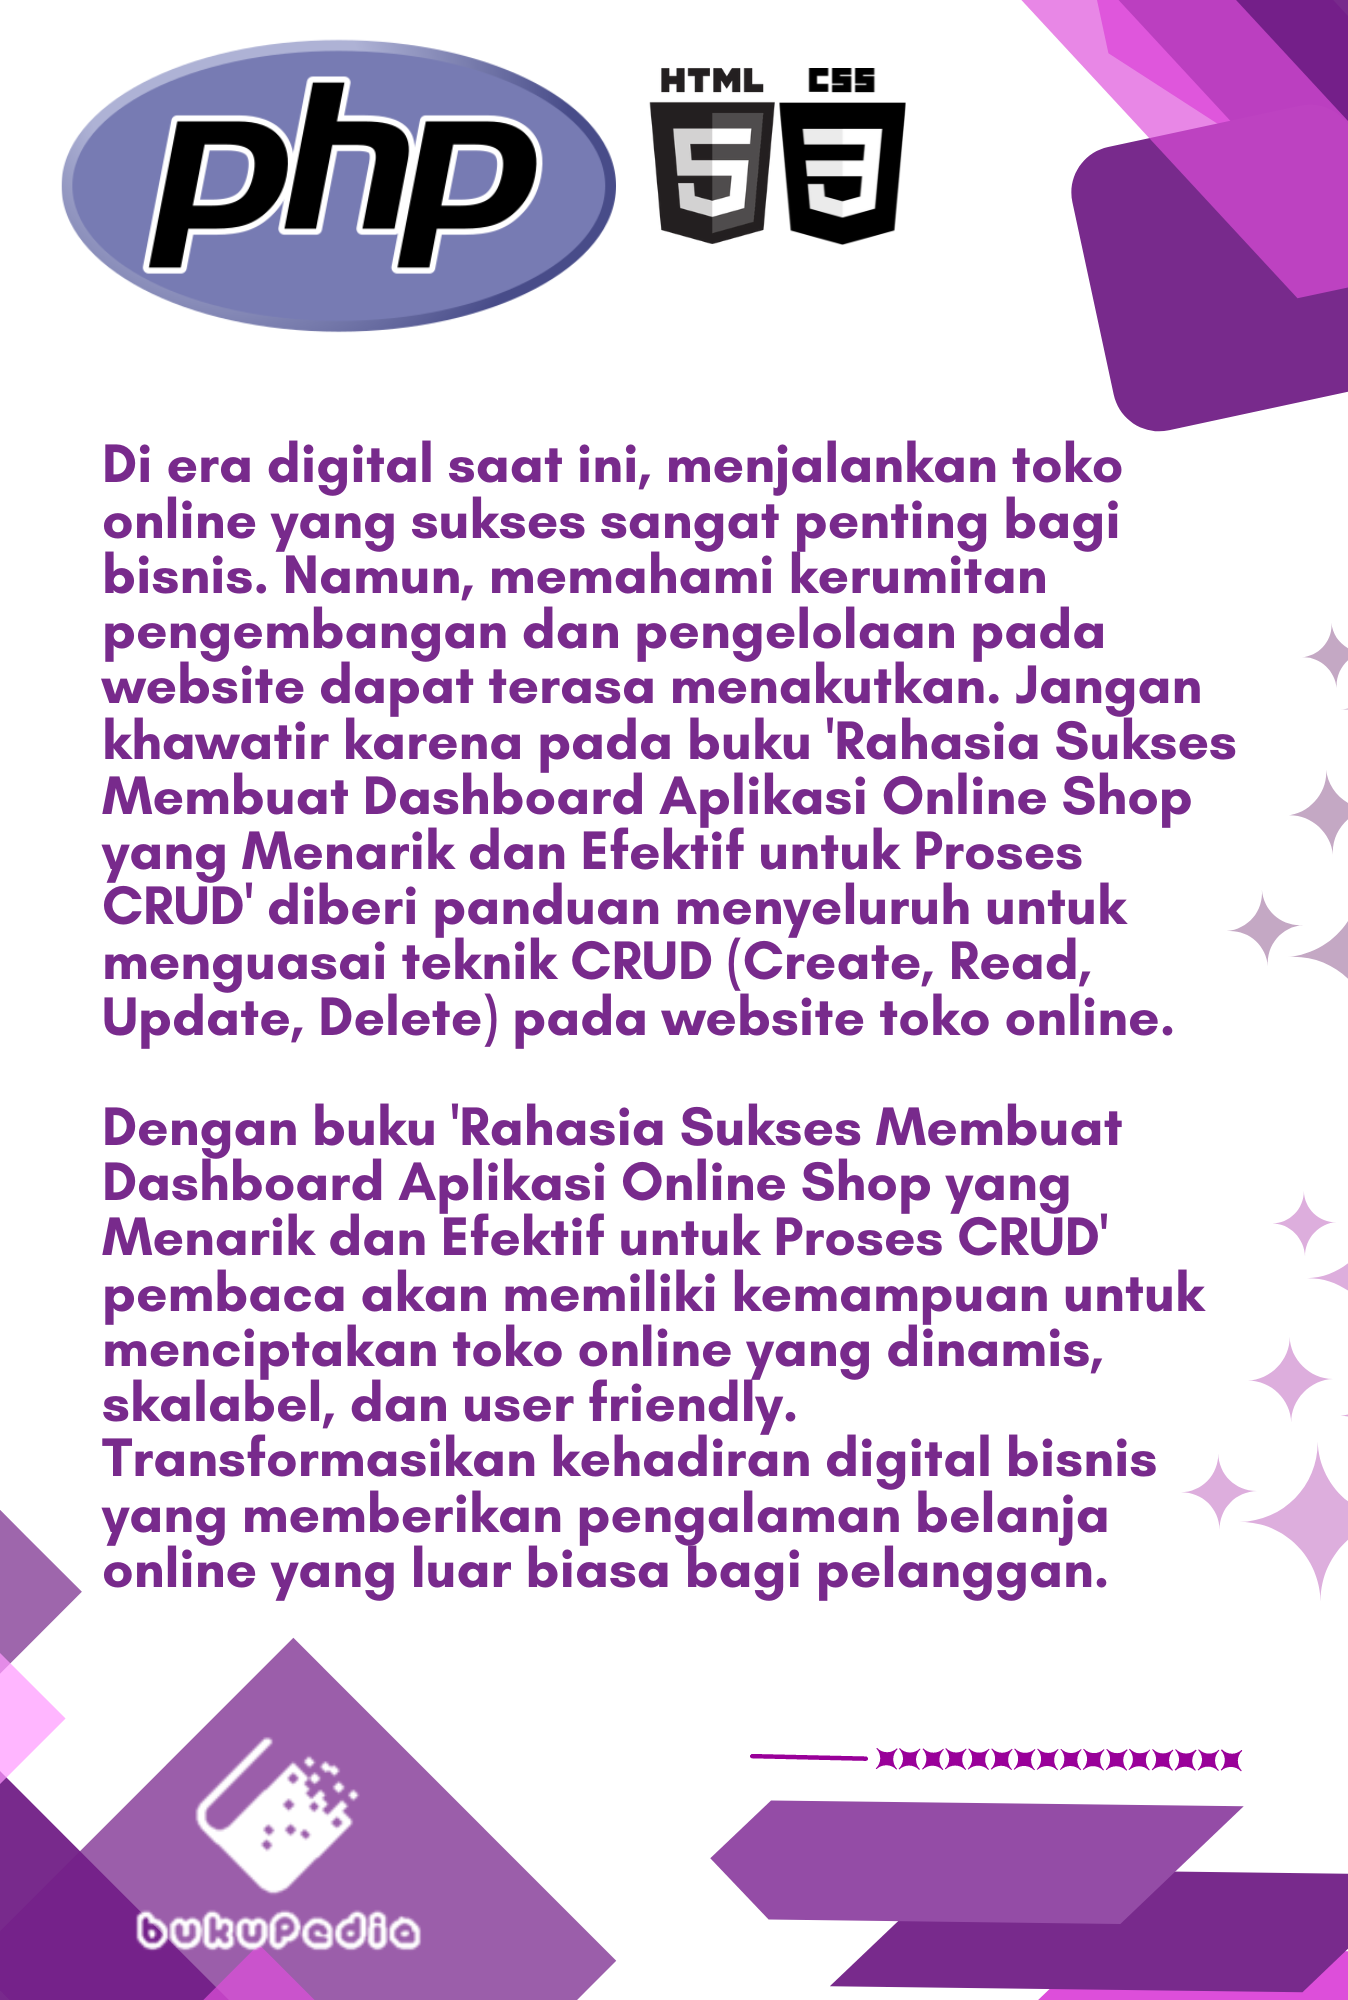 php
HTML CSS
5 3
Di era digital saat ini, menjalankan toko
online yang sukses sangat penting bagi
bisnis. Namun, memahami kerumitan
pengembangan dan pengelolaan pada
website dapat terasa menakutkan. Jangan
khawatir karena pada buku 'Rahasia Sukses
Membuat Dashboard Aplikasi Online Shop
yang Menarik dan Efektif untuk Proses
CRUD' diberi panduan menyeluruh untuk
menguasai teknik CRUD (Create, Read,
Update, Delete) pada website toko online.
Dengan buku 'Rahasia Sukses Membuat
Dashboard Aplikasi Online Shop yang
Menarik dan Efektif untuk Proses CRUD'
pembaca akan memiliki kemampuan untuk
menciptakan toko online yang dinamis,
skalabel, dan user friendly.
Transformasikan kehadiran digital bisnis
yang memberikan pengalaman belanja
online yang luar biasa bagi pelanggan.
bukuPedia